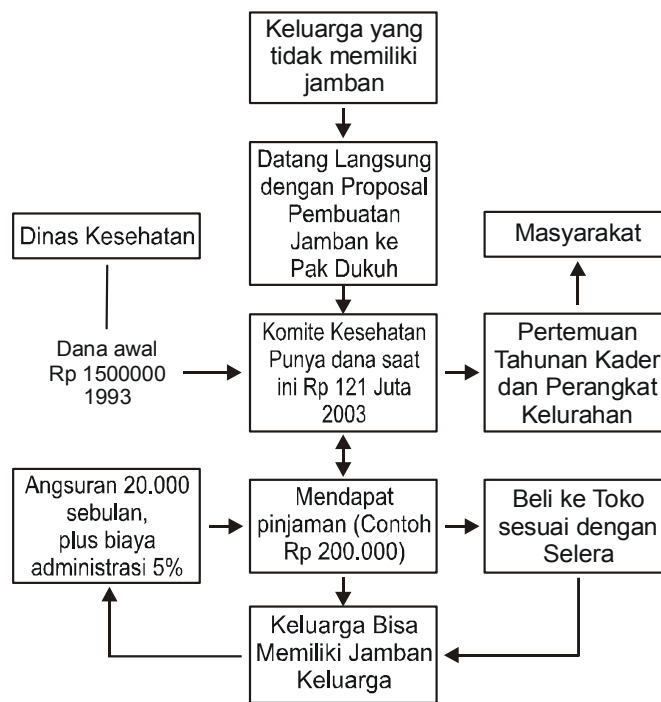 Keluarga yang
tidak memiliki
jamban
Datang Langsung
dengan Proposal
Pembuatan
Jamban ke
Pak Dukuh
Dinas Kesehatan
Masyarakat
Dana awal
Rp 1500000
1993
Komite Kesehatan
Punya dana saat
ini Rp 121 Juta
2003
Pertemuan
Tahunan Kader
dan Perangkat
Kelurahan
Angsuran 20.000
sebulan,
plus biaya
administrasi 5%
Mendapat
pinjaman (Contoh
Rp 200.000)
Beli ke Toko
sesuai dengan
Selera
Keluarga Bisa
Memiliki Jamban
Keluarga